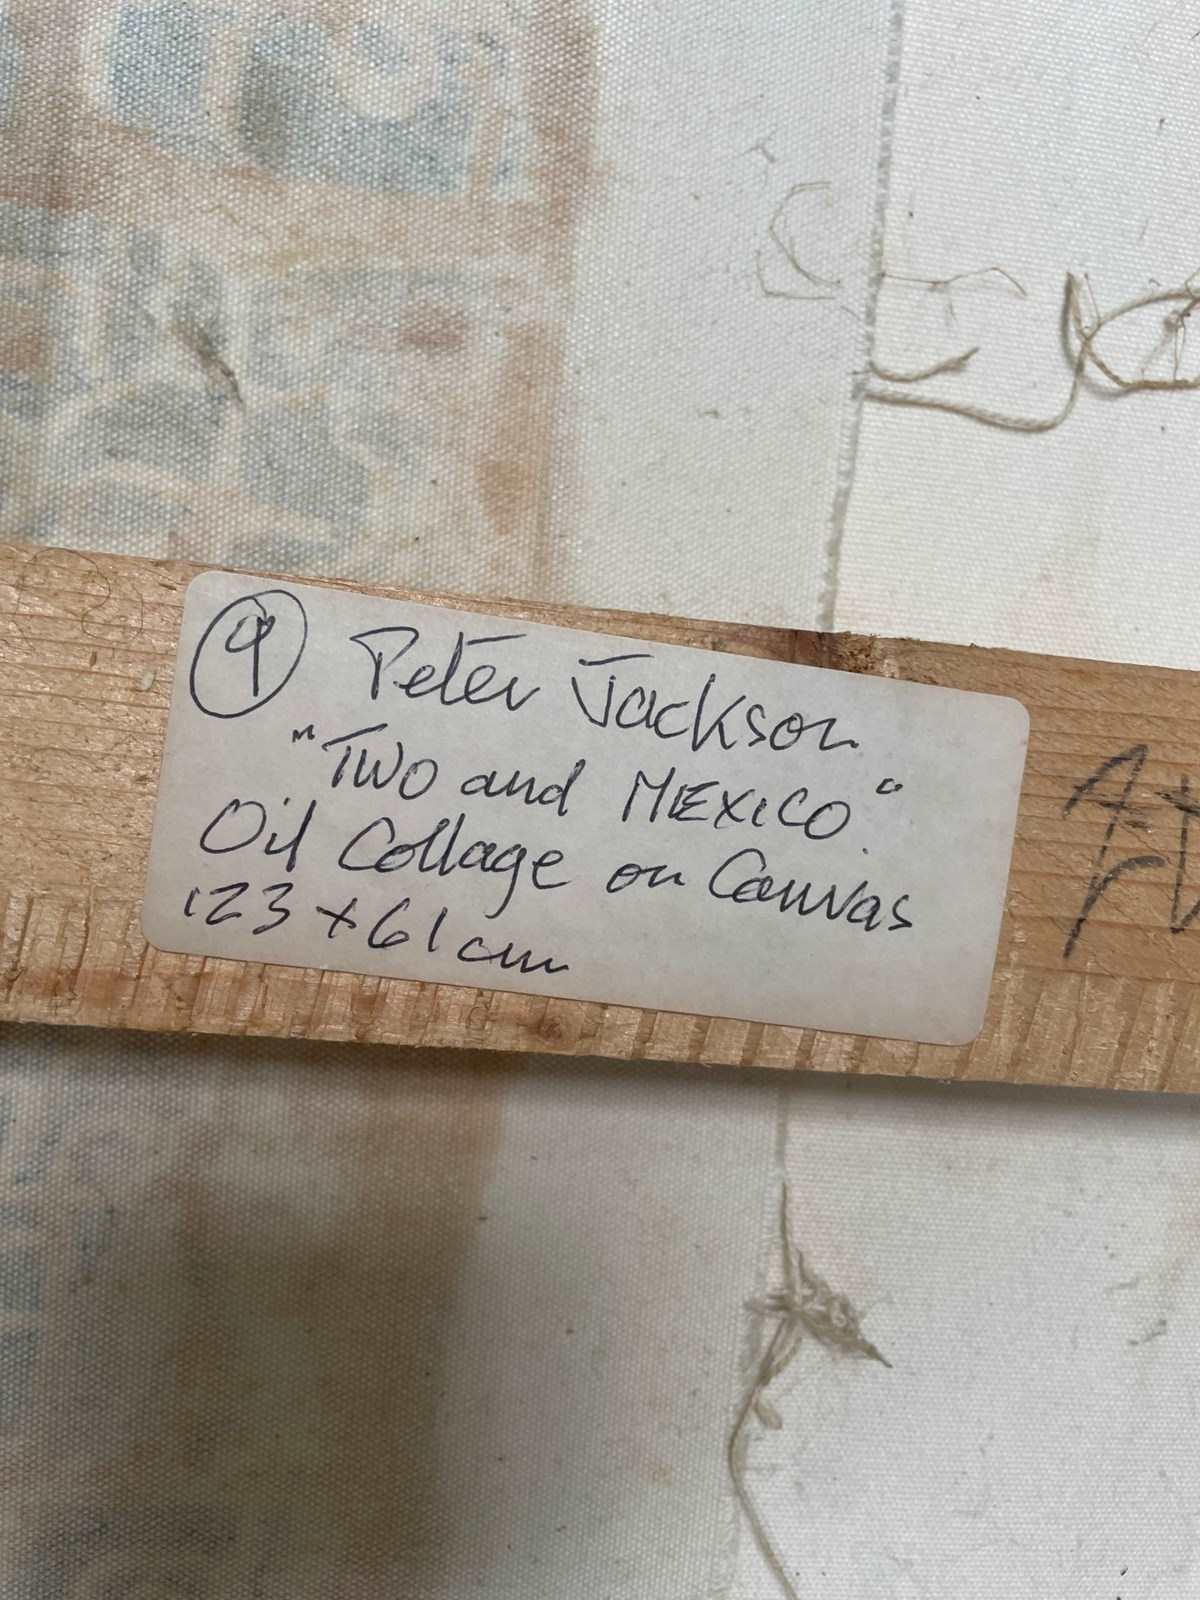 9 Peter Jackson
"Two and MEXICO"
Oil Collage on Canvas
123 x 61 cm